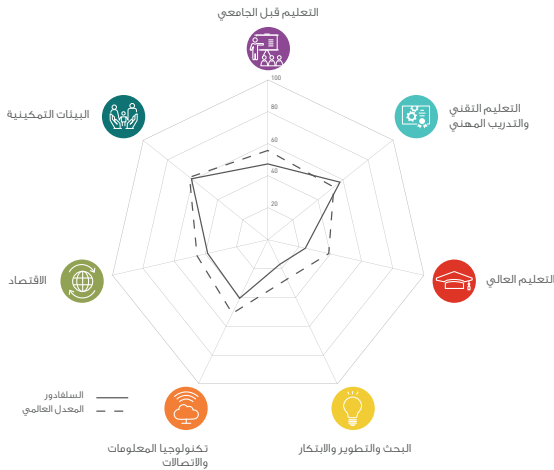 التعليم قبل الجامعي
100
80
60
40
20
التعليم التقني
والتدريب المهني
البيئات التمكينية
التعليم العالي
الاقتصاد
السلفادور
المعدل العالمي
البحث والتطوير والابتكار
تكنولوجيا المعلومات
والاتصالات